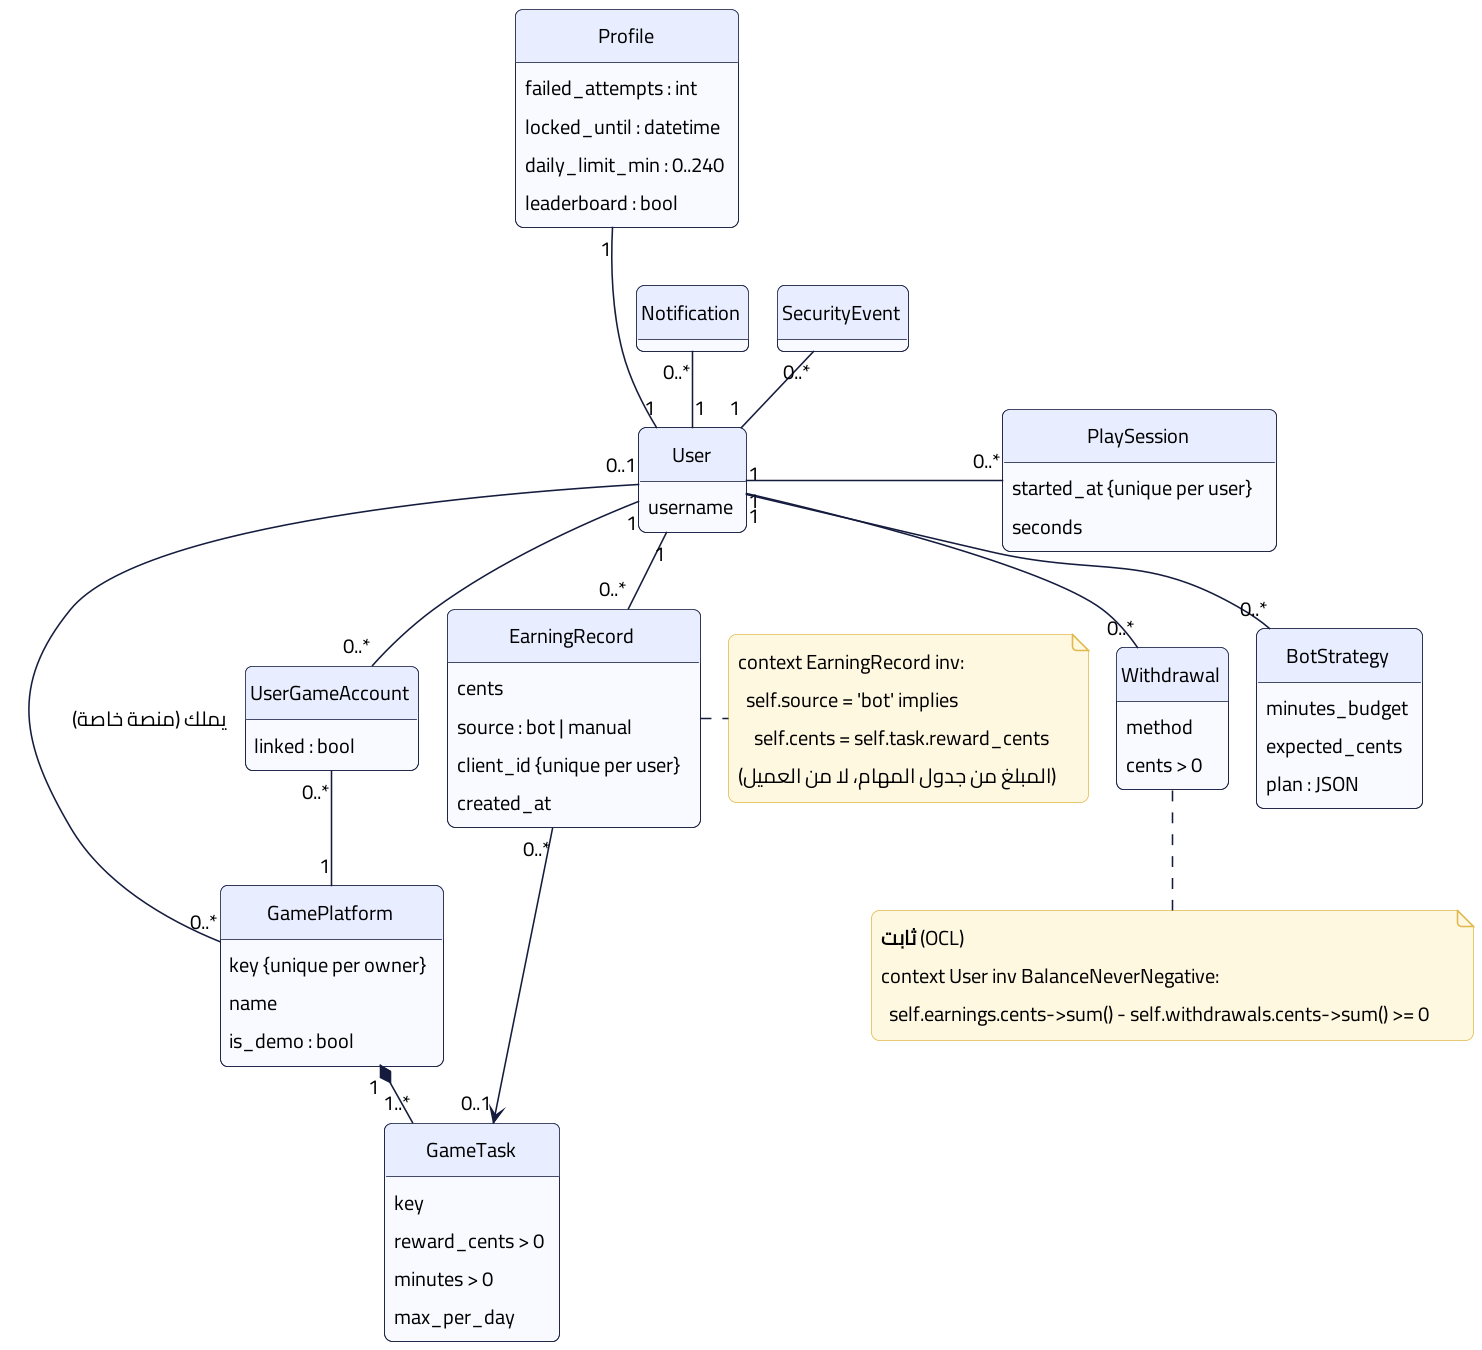 Profile
failed_attempts : int
locked_until : datetime
daily_limit_min : 0..240
leaderboard : bool
1
Notification
SecurityEvent
0..*
0..*
1
1
1
User
username
0..1
1
1
1
1
1
PlaySession
started_at {unique per user}
seconds
0..*
0..*
0..*
0..*
0..*
UserGameAccount
linked : bool
يملك (منصة خاصة)
EarningRecord
cents
source : bot | manual
client_id {unique per user}
created_at
context EarningRecord inv:
self.source = 'bot' implies
self.cents = self.task.reward_cents
(المبلغ من جدول المهام، لا من العميل)
Withdrawal
method
cents > 0
BotStrategy
minutes_budget
expected_cents
plan : JSON
0..*
1
0..*
0..*
GamePlatform
key {unique per owner}
name
is_demo : bool
ثابت (OCL)
context User inv BalanceNeverNegative:
self.earnings.cents->sum() - self.withdrawals.cents->sum() >= 0
1
1..*
0..1
GameTask
key
reward_cents > 0
minutes > 0
max_per_day